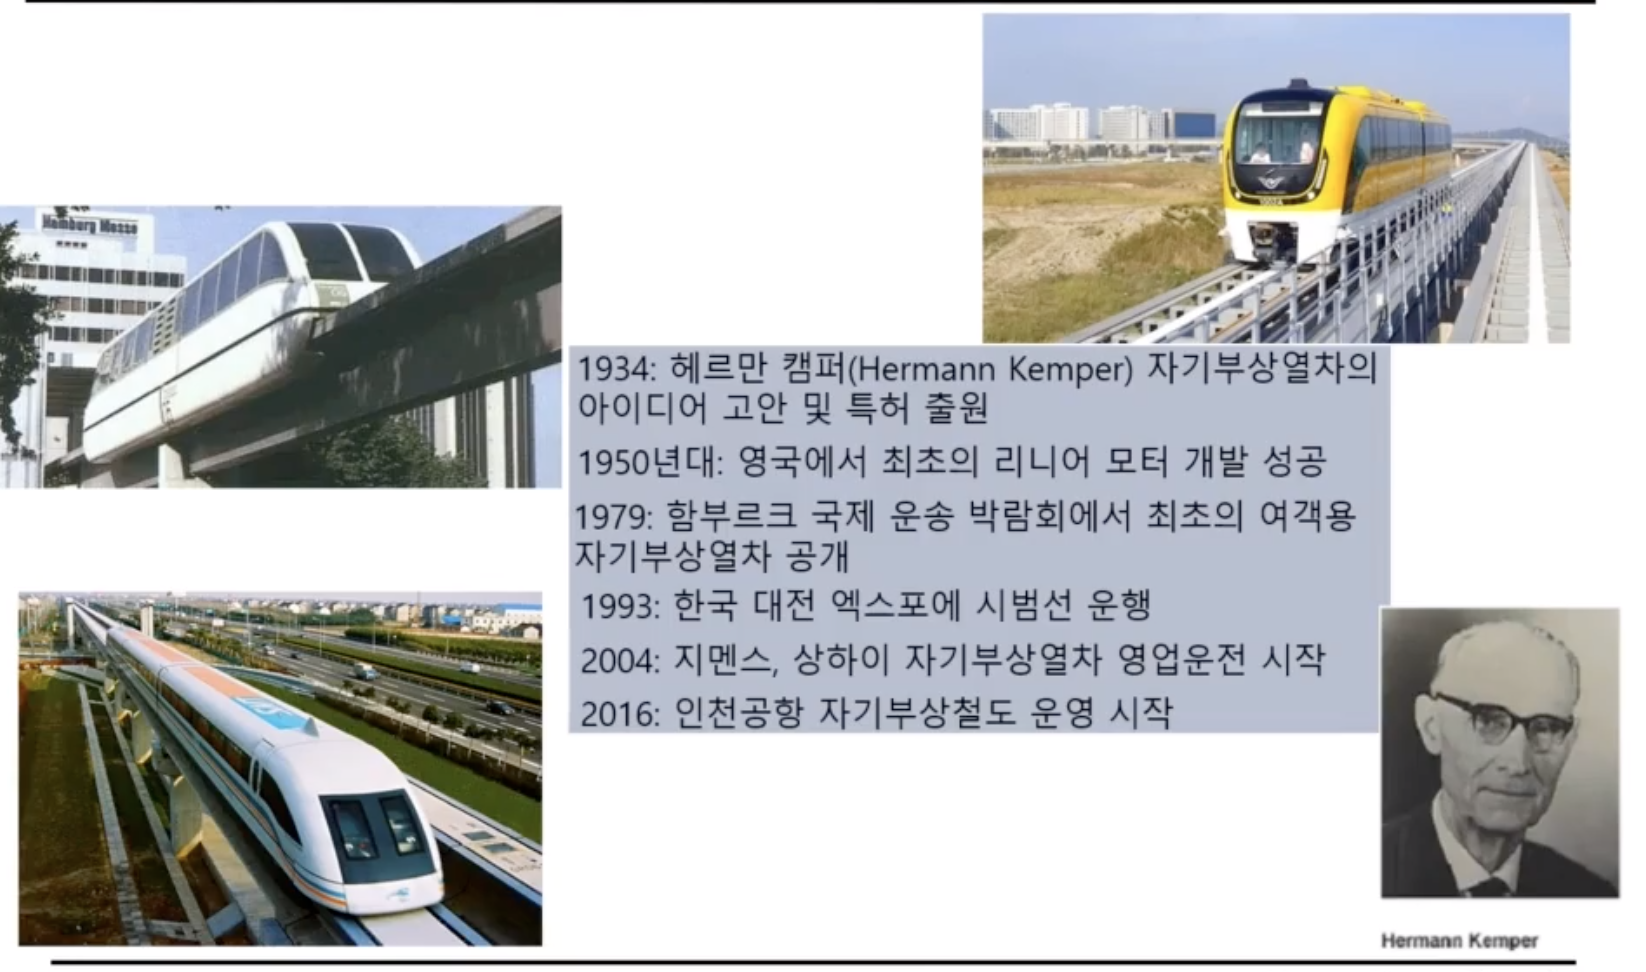 Hamburg Messe
1934: 헤르만 캠퍼(Hermann Kemper) 자기부상열차의
아이디어 고안 및 특허 출원
1950년대: 영국에서 최초의 리니어 모터 개발 성공
1979: 함부르크 국제 운송 박람회에서 최초의 여객용
자기부상열차 공개
1993: 한국 대전 엑스포에 시범선 운행
2004: 지멘스, 상하이 자기부상열차 영업운전 시작
2016: 인천공항 자기부상철도 운영 시작
Hermann Kemper